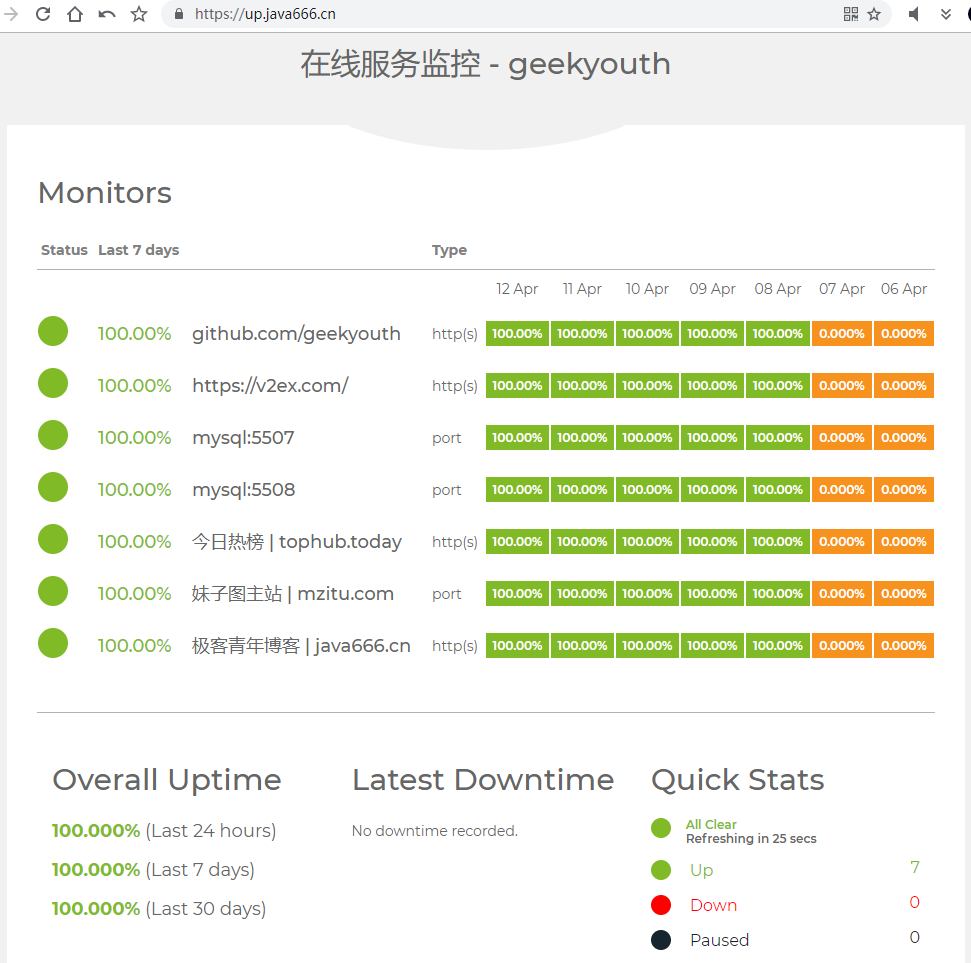 https://up.java666.cn
在线服务监控 - geekyouth
Monitors
Status Last 7 days Type
12 Apr 11 Apr 10 Apr 09 Apr 08 Apr 07 Apr 06 Apr
100.00% github.com/geekyouth http(s) 100.00% 100.00% 100.00% 100.00% 100.00% 0.000% 0.000%
100.00% https://v2ex.com/ http(s) 100.00% 100.00% 100.00% 100.00% 100.00% 0.000% 0.000%
100.00% mysql:5507 port 100.00% 100.00% 100.00% 100.00% 100.00% 0.000% 0.000%
100.00% mysql:5508 port 100.00% 100.00% 100.00% 100.00% 100.00% 0.000% 0.000%
100.00% 今日热榜 | tophub.today http(s) 100.00% 100.00% 100.00% 100.00% 100.00% 0.000% 0.000%
100.00% 妹子图主站 | mzitu.com port 100.00% 100.00% 100.00% 100.00% 100.00% 0.000% 0.000%
100.00% 极客青年博客 | java666.cn http(s) 100.00% 100.00% 100.00% 100.00% 100.00% 0.000% 0.000%
Overall Uptime
100.000% (Last 24 hours)
100.000% (Last 7 days)
100.000% (Last 30 days)
Latest Downtime
No downtime recorded.
Quick Stats
All Clear
Refreshing in 25 secs
Up 7
Down 0
Paused 0